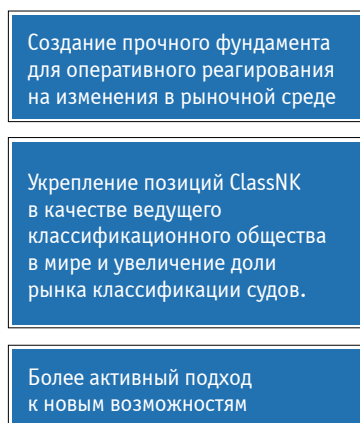 Создание прочного фундамента
для оперативного реагирования
на изменения в рыночной среде
Укрепление позиций ClassNK
в качестве ведущего
классификационного общества
в мире и увеличение доли
рынка классификации судов.
Более активный подход
к новым возможностям